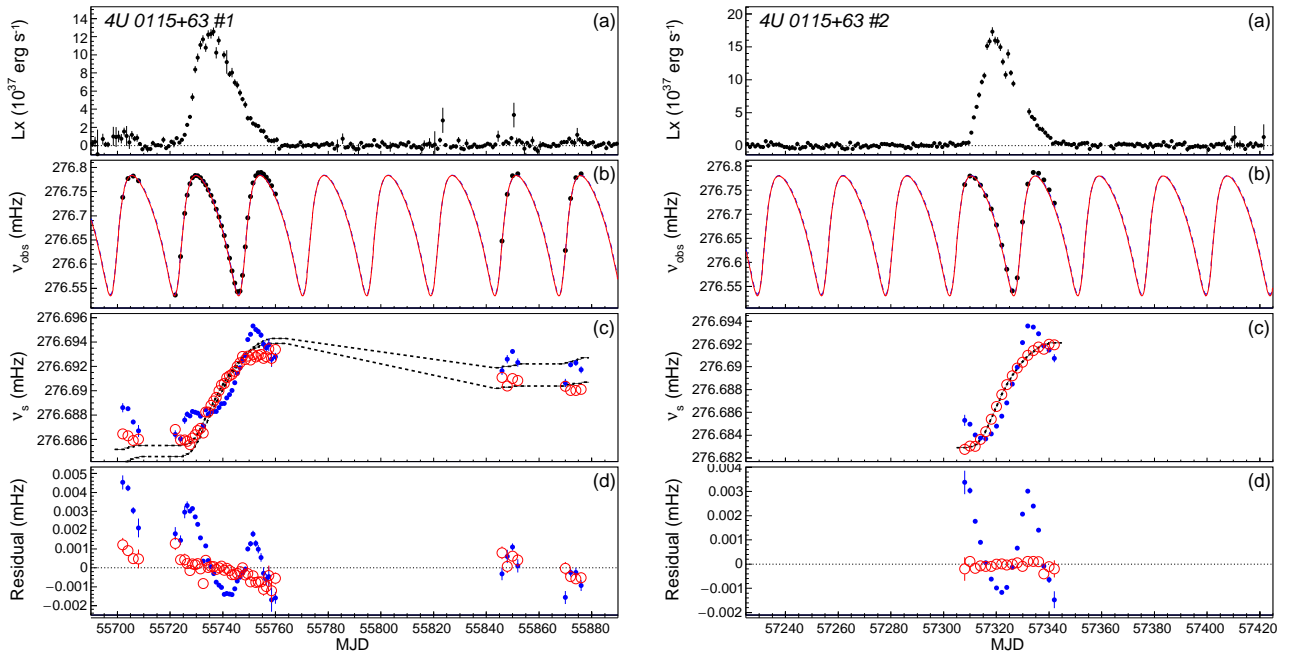 4U 0115+63 #1
(a)
Lx (10^37 erg s^-1)
14
12
10
8
6
4
2
0
(b)
ν_obs (mHz)
276.8
276.75
276.7
276.65
276.6
276.55
(c)
ν_s (mHz)
276.696
276.694
276.692
276.69
276.688
276.686
(d)
Residual (mHz)
0.005
0.004
0.003
0.002
0.001
0
−0.001
−0.002
55700 55720 55740 55760 55780 55800 55820 55840 55860 55880
MJD
4U 0115+63 #2
(a)
Lx (10^37 erg s^-1)
20
15
10
5
0
(b)
ν_obs (mHz)
276.8
276.75
276.7
276.65
276.6
276.55
(c)
ν_s (mHz)
276.694
276.692
276.69
276.688
276.686
276.684
276.682
(d)
Residual (mHz)
0.004
0.003
0.002
0.001
0
−0.001
−0.002
57240 57260 57280 57300 57320 57340 57360 57380 57400 57420
MJD